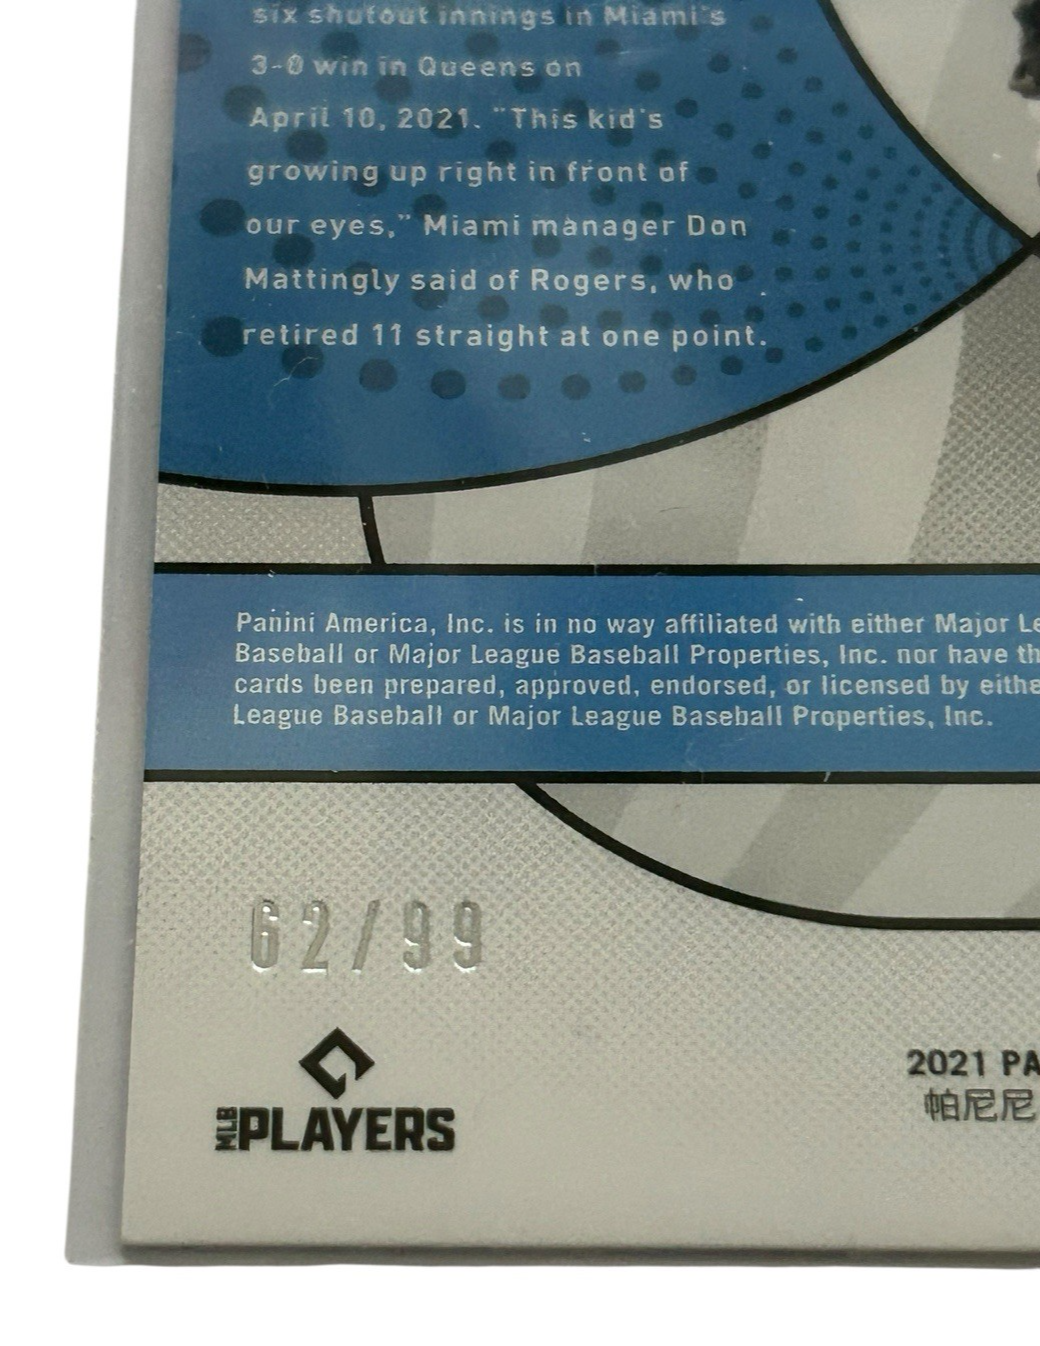 six shutout innings in Miami's
3-0 win in Queens on
April 10, 2021. "This kid's
growing up right in front of
our eyes," Miami manager Don
Mattingly said of Rogers, who
retired 11 straight at one point.
Panini America, Inc. is in no way affiliated with either Major Le
Baseball or Major League Baseball Properties, Inc. nor have th
cards been prepared, approved, endorsed, or licensed by eithe
League Baseball or Major League Baseball Properties, Inc.
62/99
MLB PLAYERS
2021 PA
帕尼尼